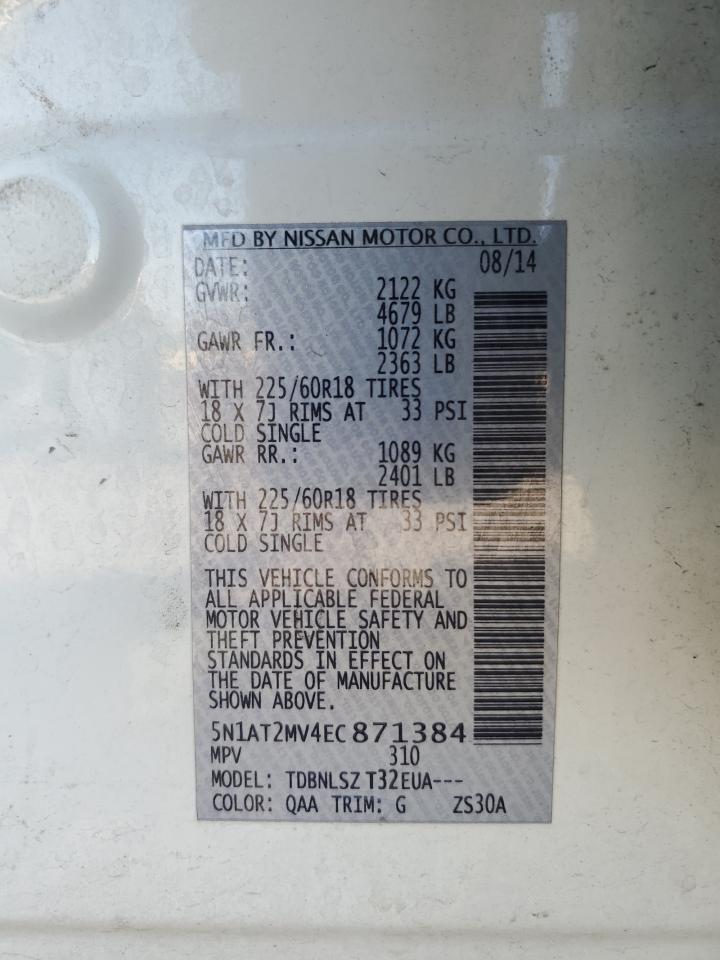 MFD BY NISSAN MOTOR CO., LTD.
DATE: 08/14
GVWR: 2122 KG
4679 LB
GAWR FR.: 1072 KG
2363 LB
WITH 225/60R18 TIRES
18 X 7J RIMS AT 33 PSI
COLD SINGLE
GAWR RR.: 1089 KG
2401 LB
WITH 225/60R18 TIRES
18 X 7J RIMS AT 33 PSI
COLD SINGLE
THIS VEHICLE CONFORMS TO
ALL APPLICABLE FEDERAL
MOTOR VEHICLE SAFETY AND
THEFT PREVENTION
STANDARDS IN EFFECT ON
THE DATE OF MANUFACTURE
SHOWN ABOVE.
5N1AT2MV4EC871384
MPV 310
MODEL: TDBNLSZ T32EUA---
COLOR: QAA TRIM: G ZS30A